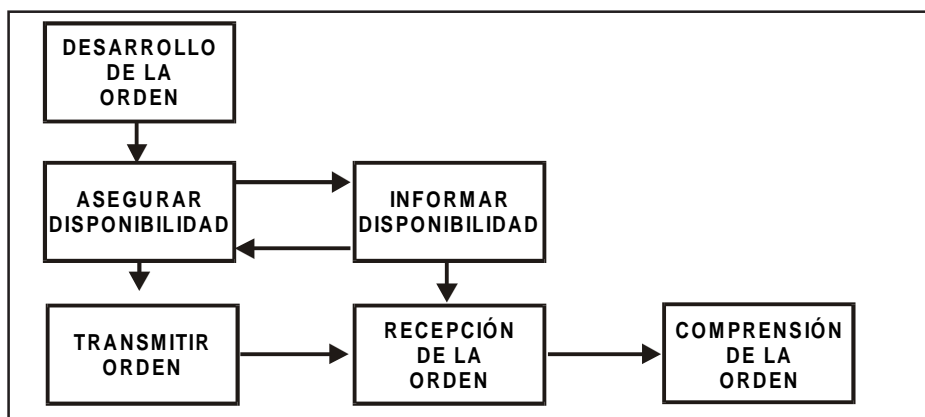 DESARROLLO
DE LA
ORDEN
ASEGURAR
DISPONIBILIDAD
INFORMAR
DISPONIBILIDAD
TRANSMITIR
ORDEN
RECEPCIÓN
DE LA
ORDEN
COMPRENSIÓN
DE LA
ORDEN